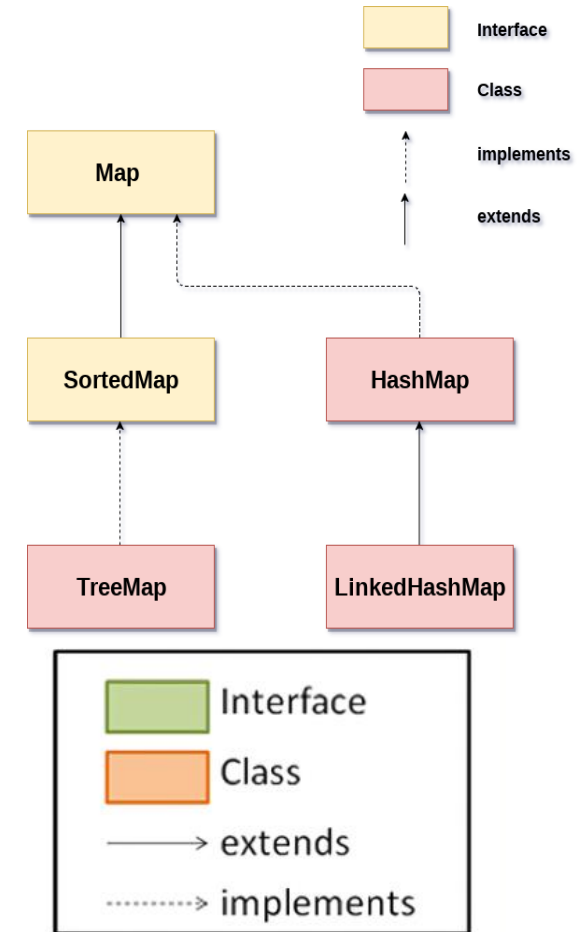 Interface
Class
implements
extends
Map
SortedMap
HashMap
TreeMap
LinkedHashMap
Interface
Class
extends
implements